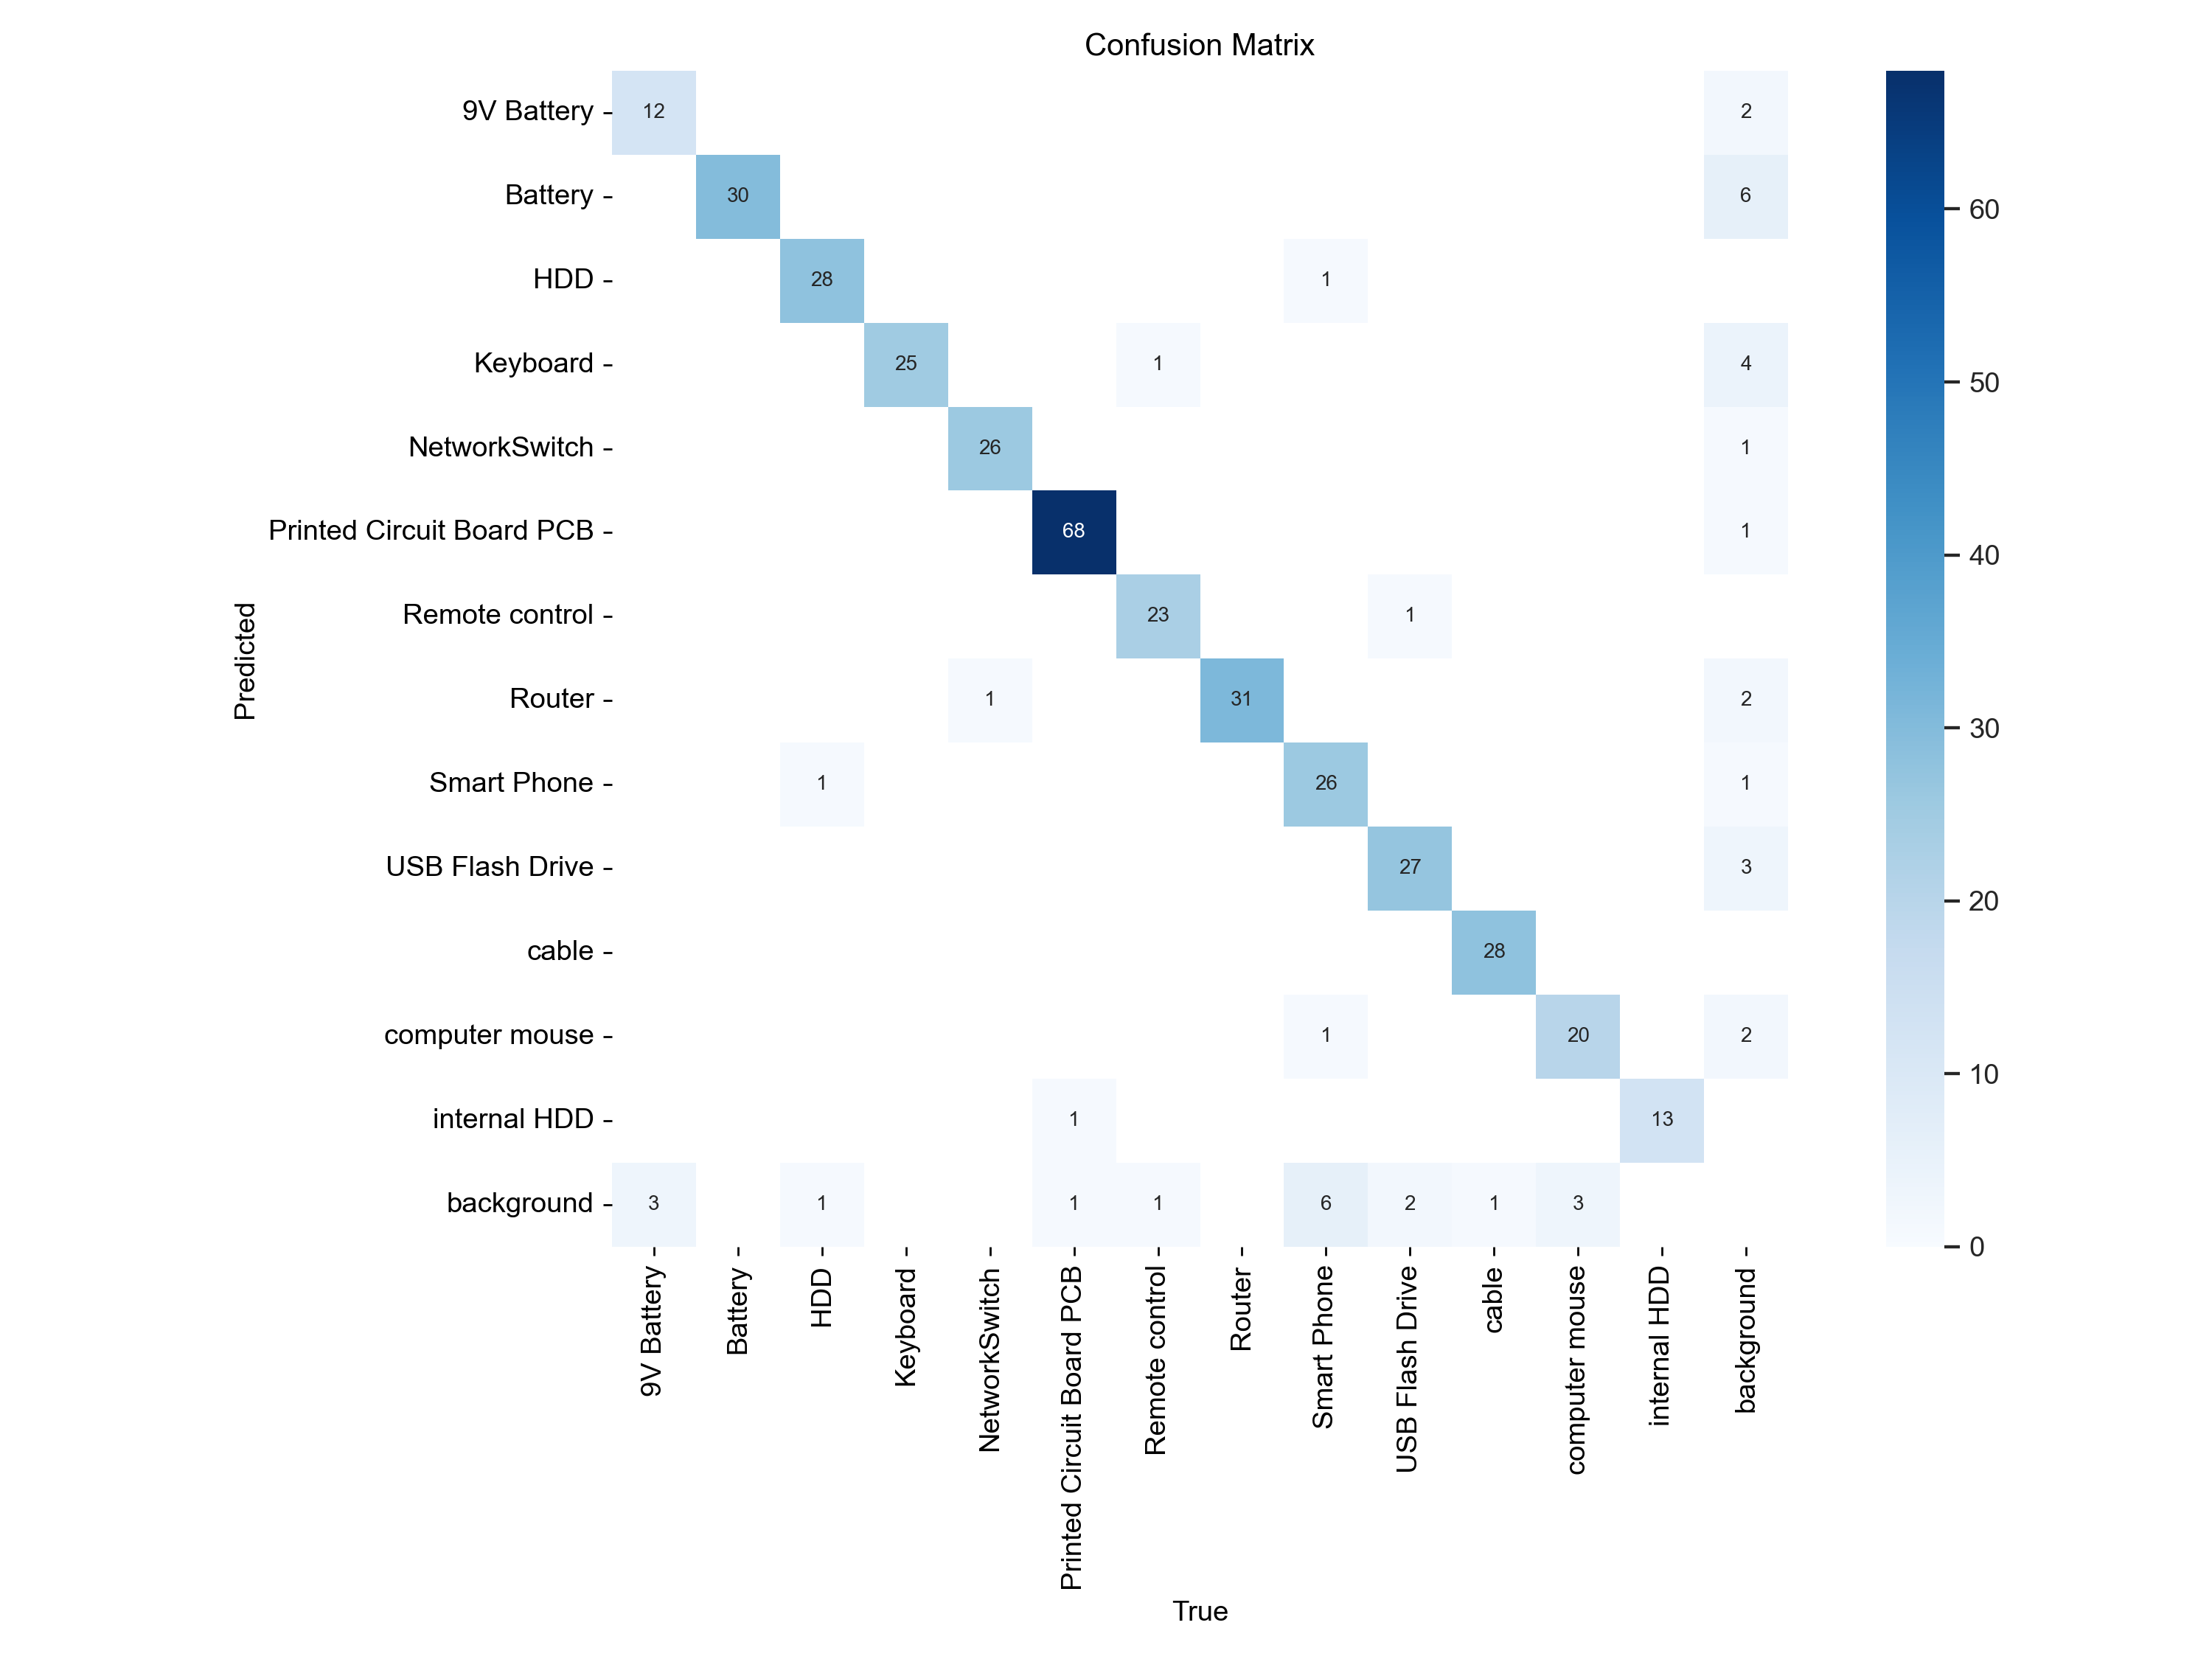 Confusion Matrix
9V Battery 12 2
Battery 30 6
60
HDD 28 1
Keyboard 25 1 4
50
NetworkSwitch 26 1
Printed Circuit Board PCB 68 1
40
Remote control 23 1
Predicted
Router 1 31 2
30
Smart Phone 1 26 1
USB Flash Drive 27 3
20
cable 28
computer mouse 1 20 2
10
internal HDD 1 13
background 3 1 1 1 6 2 1 3
0
9V Battery
Battery
HDD
Keyboard
NetworkSwitch
Printed Circuit Board PCB
Remote control
Router
Smart Phone
USB Flash Drive
cable
computer mouse
internal HDD
background
True